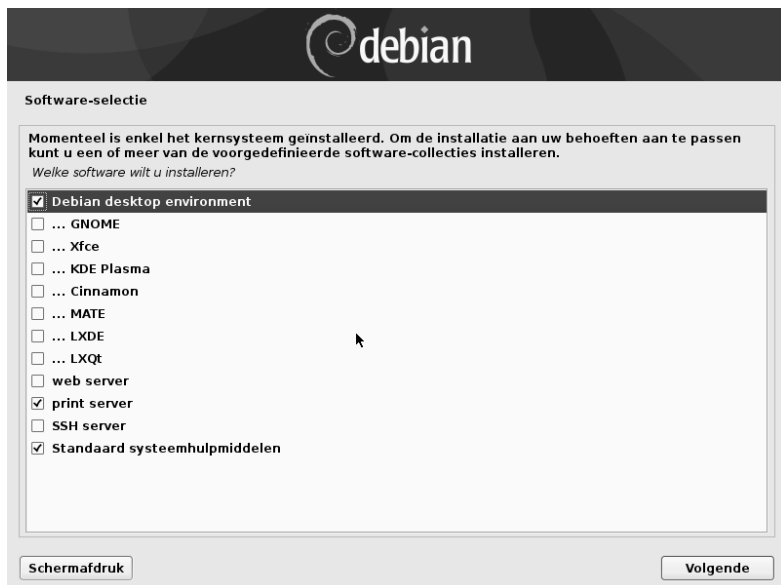 debian
Software-selectie
Momenteel is enkel het kernsysteem geïnstalleerd. Om de installatie aan uw behoeften aan te passen
kunt u een of meer van de voorgedefinieerde software-collecties installeren.
Welke software wilt u installeren?
Debian desktop environment
... GNOME
... Xfce
... KDE Plasma
... Cinnamon
... MATE
... LXDE
... LXQt
web server
print server
SSH server
Standaard systeemhulpmiddelen
Schermafdruk
Volgende